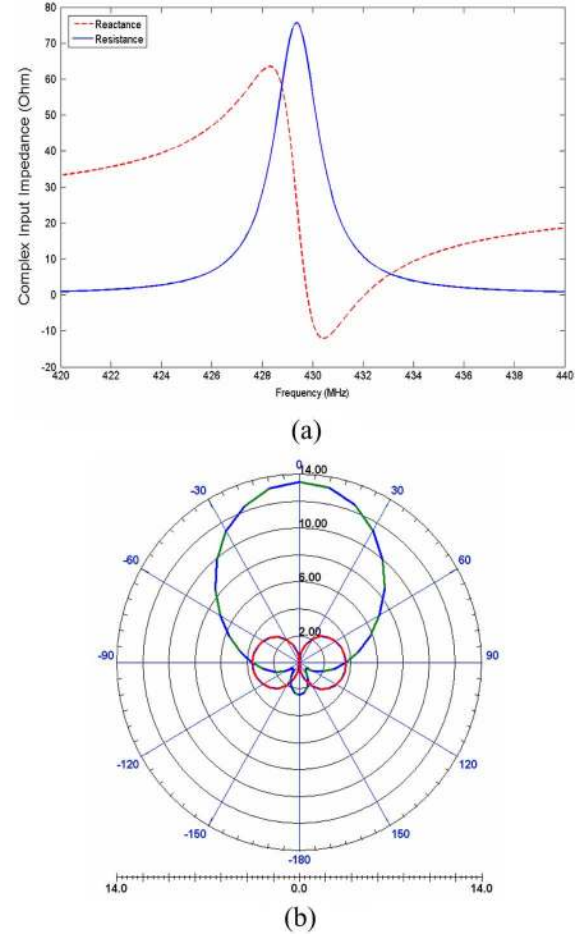 80
70
60
50
40
30
20
10
0
-10
-20
Complex Input Impedance (Ohm)
Reactance
Resistance
420 422 424 426 428 430 432 434 436 438 440
Frequency (MHz)
(a)
0
14.00
-30 30
10.00
-60 60
6.00
2.00
-90 90
-120 120
-150 150
-180
14.0 0.0 14.0
(b)